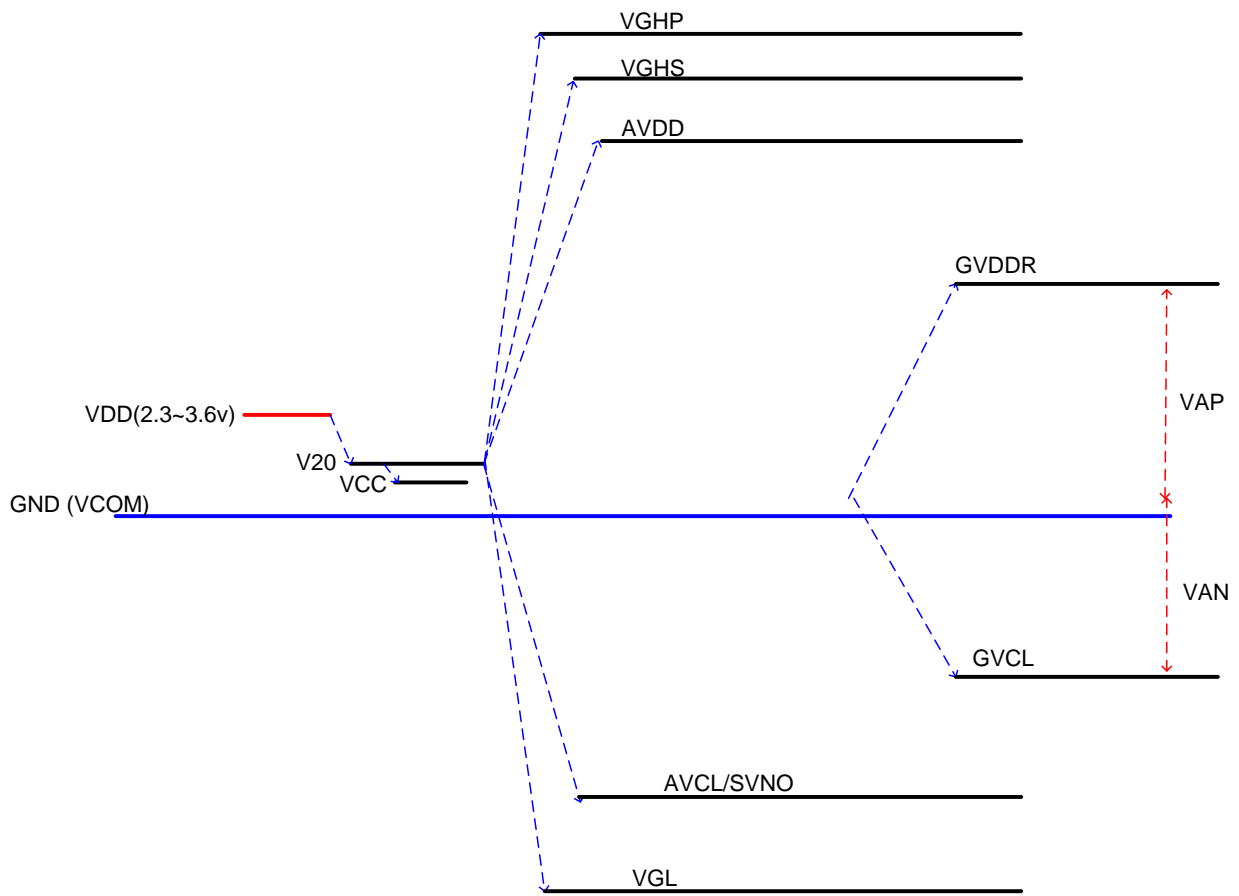 VGHP
VGHS
AVDD
GVDDR
VAP
VDD(2.3~3.6v)
V20
VCC
GND (VCOM)
VAN
GVCL
AVCL/SVNO
VGL